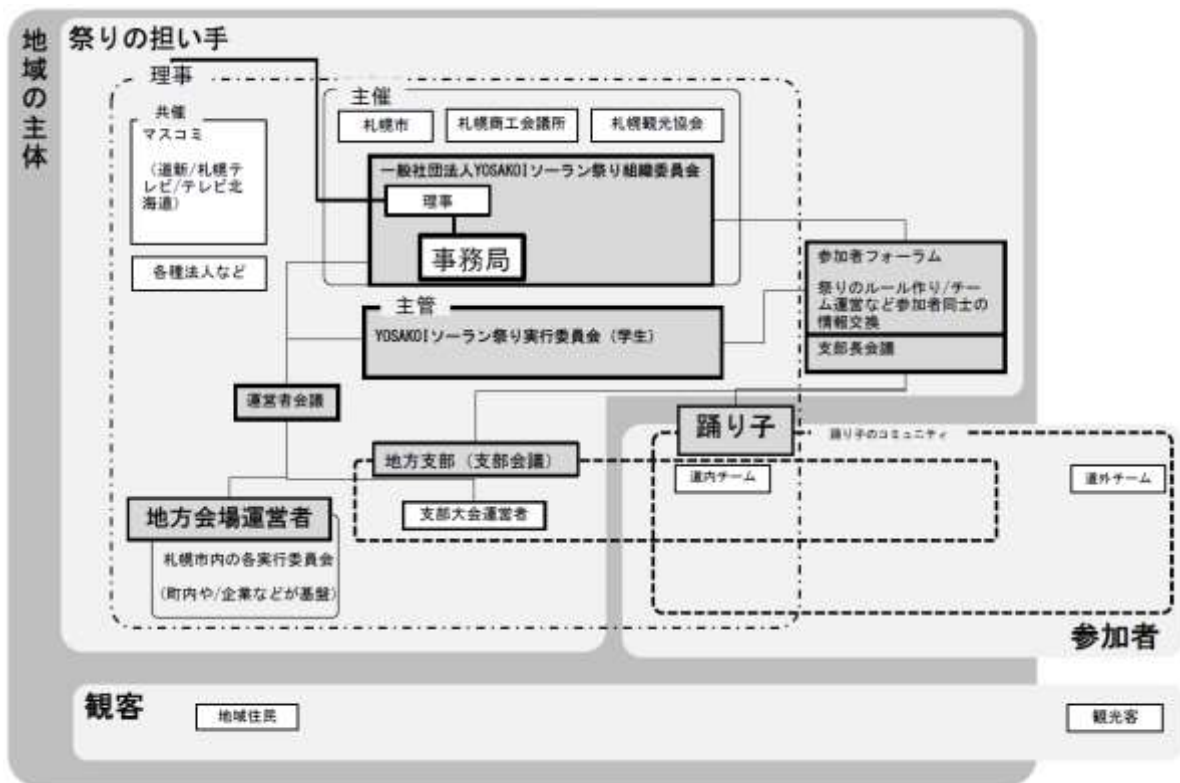 地域の主体
祭りの担い手
理事
共催
マスコミ
(道新/札幌テ
レビ/テレビ北
海道)
各種法人など
主催
札幌市
札幌商工会議所
札幌観光協会
一般社団法人YOSAKOIソーラン祭り組織委員会
理事
事務局
主管
YOSAKOIソーラン祭り実行委員会(学生)
参加者フォーラム
祭りのルール作り/チー
ム運営など参加者同士の
情報交換
支部長会議
運営者会議
踊り子
踊り子のコミュニティ
地方支部(支部会議)
道内チーム
道外チーム
支部大会運営者
地方会場運営者
札幌市内の各実行委員会
(町内や/企業などが基盤)
参加者
観客
地域住民
観光客